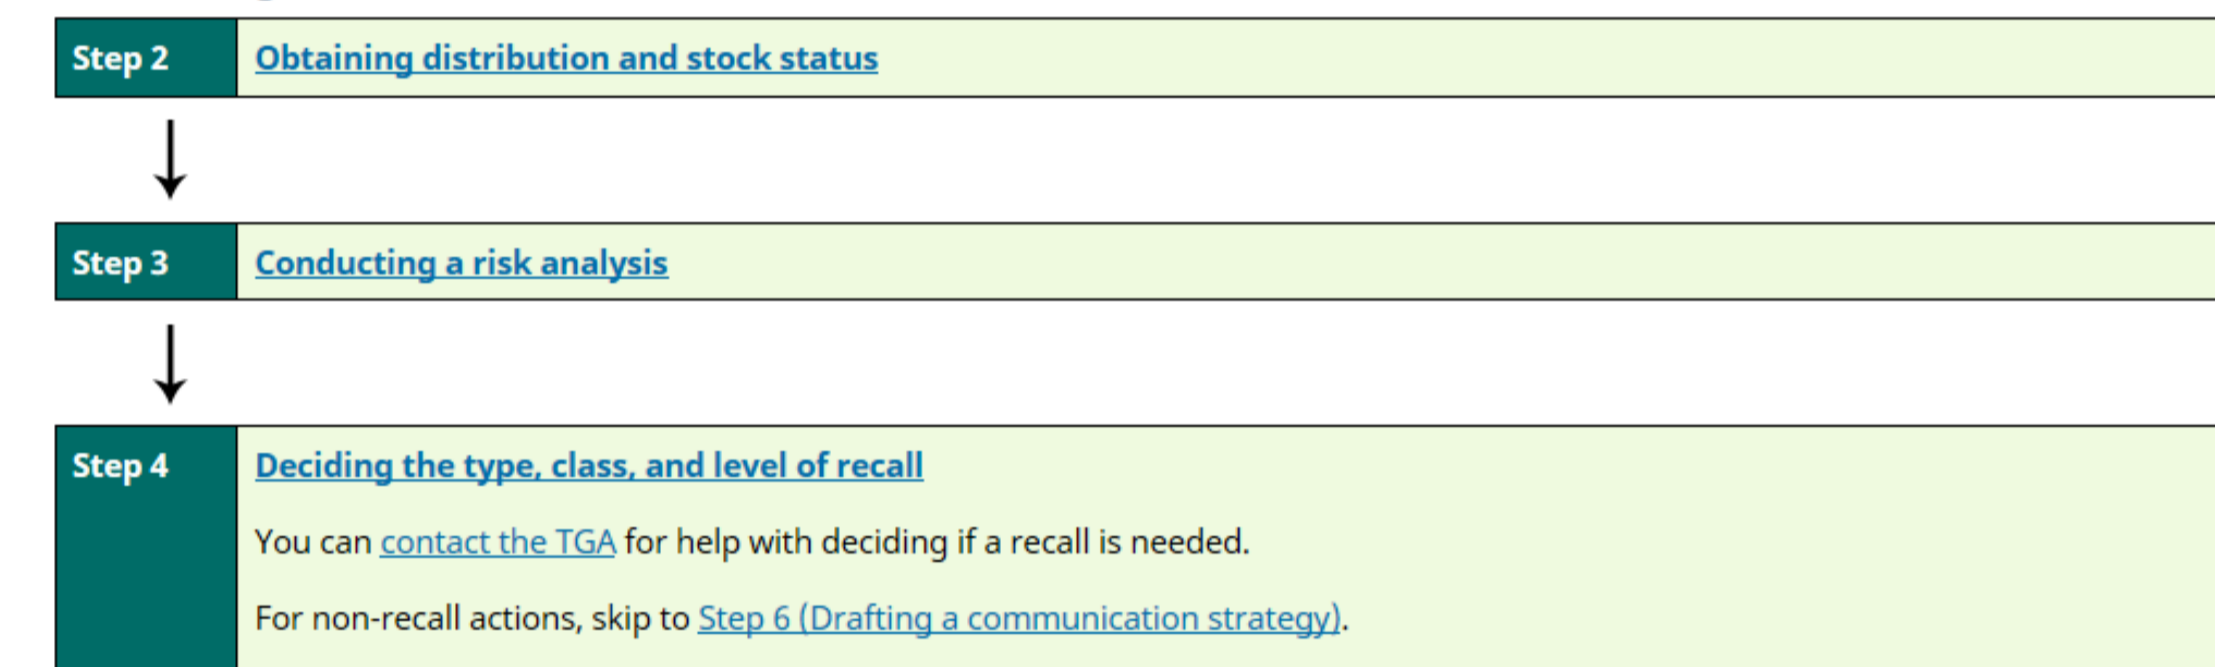 Step 2
Obtaining distribution and stock status
Step 3
Conducting a risk analysis
Step 4
Deciding the type, class, and level of recall
You can contact the TGA for help with deciding if a recall is needed.
For non-recall actions, skip to Step 6 (Drafting a communication strategy).